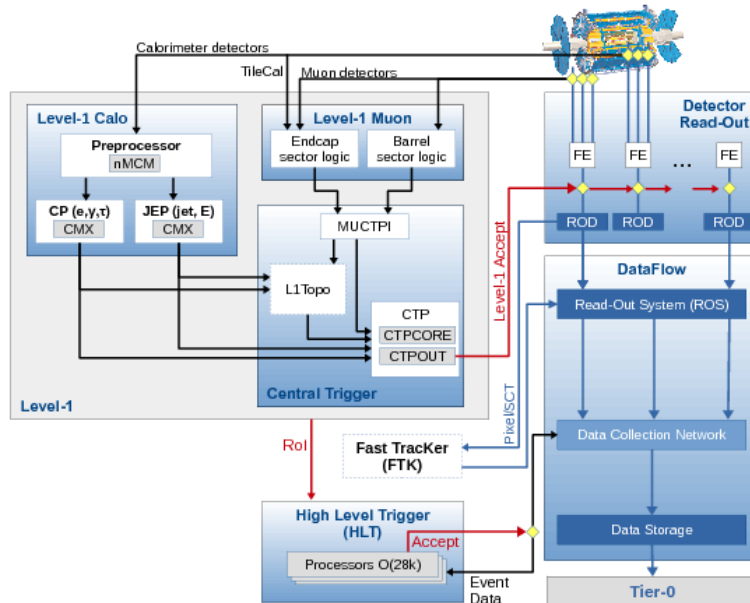 Calorimeter detectors
TileCal
Muon detectors
Level-1 Calo
Preprocessor
nMCM
CP (e,γ,τ)
CMX
JEP (jet, E)
CMX
Level-1 Muon
Endcap
sector logic
Barrel
sector logic
MUCTPI
L1Topo
CTP
CTPCORE
CTPOUT
Central Trigger
Level-1
Level-1 Accept
Detector
Read-Out
FE
FE
...
FE
ROD
ROD
ROD
DataFlow
Read-Out System (ROS)
Pixel/SCT
Data Collection Network
Data Storage
Tier-0
RoI
Fast TracKer
(FTK)
High Level Trigger
(HLT)
Accept
Processors O(28k)
Event
Data